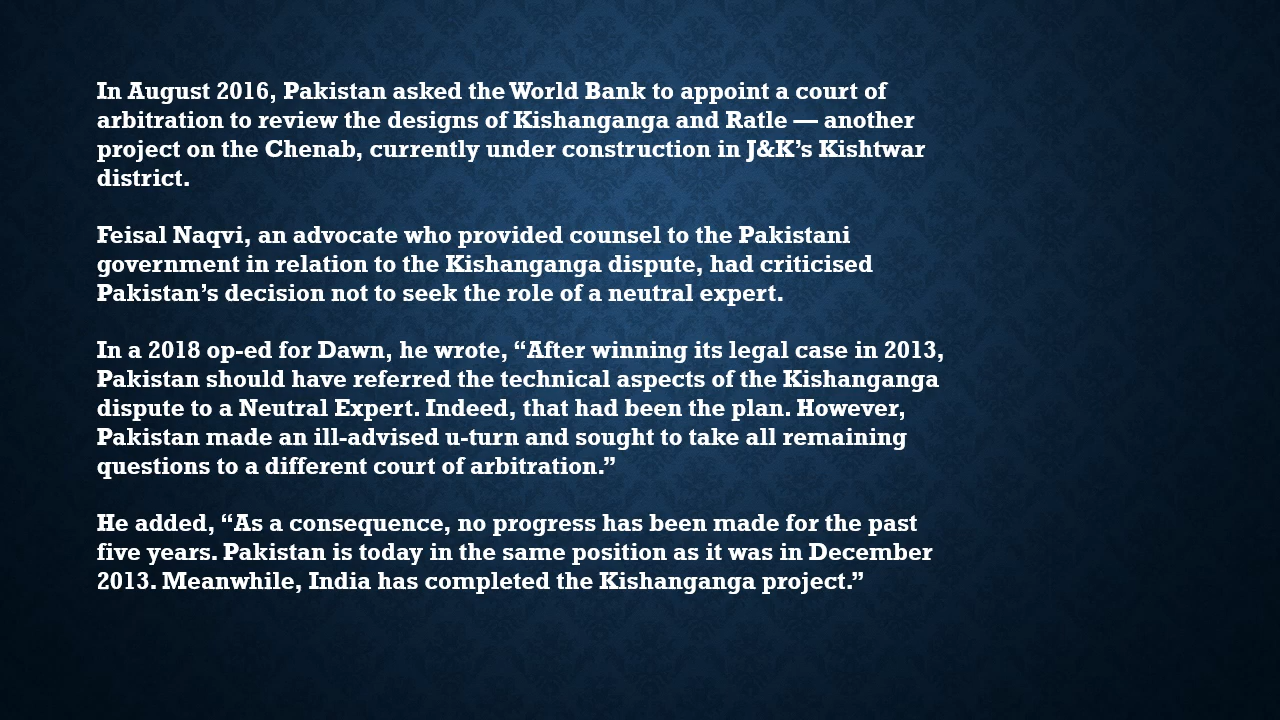 In August 2016, Pakistan asked the World Bank to appoint a court of
arbitration to review the designs of Kishanganga and Ratle — another
project on the Chenab, currently under construction in J&K’s Kishtwar
district.
Feisal Naqvi, an advocate who provided counsel to the Pakistani
government in relation to the Kishanganga dispute, had criticised
Pakistan’s decision not to seek the role of a neutral expert.
In a 2018 op-ed for Dawn, he wrote, “After winning its legal case in 2013,
Pakistan should have referred the technical aspects of the Kishanganga
dispute to a Neutral Expert. Indeed, that had been the plan. However,
Pakistan made an ill-advised u-turn and sought to take all remaining
questions to a different court of arbitration.”
He added, “As a consequence, no progress has been made for the past
five years. Pakistan is today in the same position as it was in December
2013. Meanwhile, India has completed the Kishanganga project.”